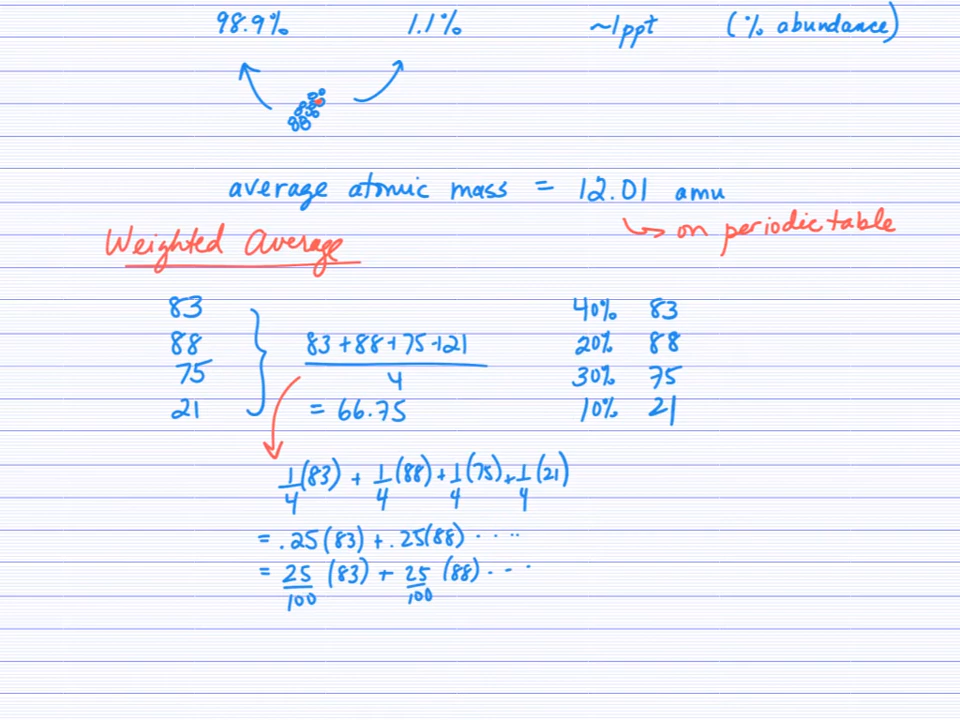 98.9% 1.1% ~1ppt (% abundance)
average atomic mass = 12.01 amu
Weighted Average
↳ on periodic table
83
88
75
21
83+88+75+21
4
= 66.75
40% 83
20% 88
30% 75
10% 21
1/4(83) + 1/4(88) + 1/4(75) + 1/4(21)
= .25(83) + .25(88) ....
= 25/100 (83) + 25/100 (88) ...